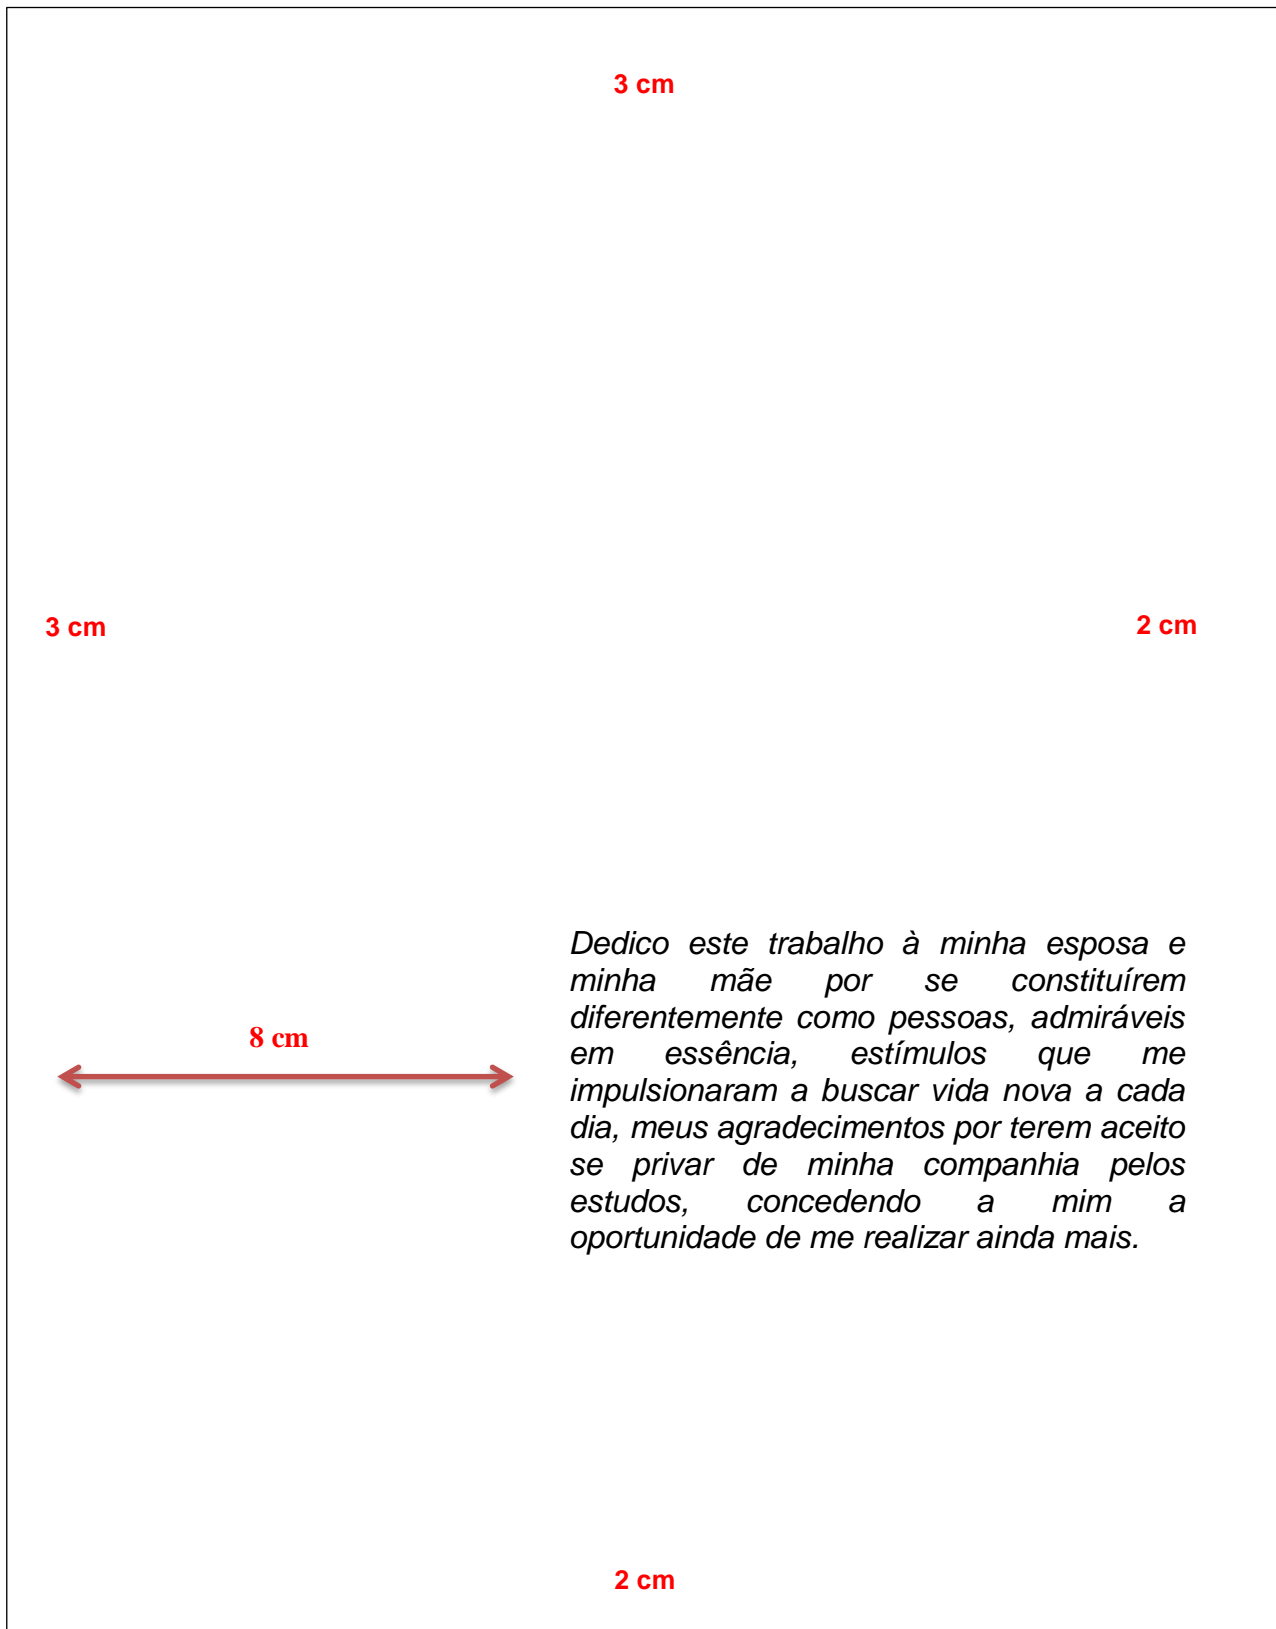 3 cm
3 cm
2 cm
Dedico este trabalho à minha esposa e
minha mãe por se constituírem
diferentemente como pessoas, admiráveis
em essência, estímulos que me
impulsionaram a buscar vida nova a cada
dia, meus agradecimentos por terem aceito
se privar de minha companhia pelos
estudos, concedendo a mim a
oportunidade de me realizar ainda mais.
8 cm
2 cm